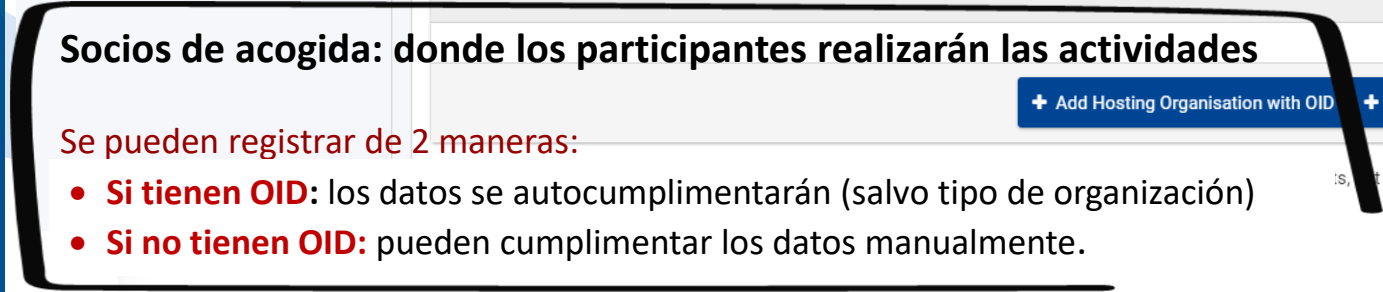 Socios de acogida: donde los participantes realizarán las actividades
+ Add Hosting Organisation with OID +
Se pueden registrar de 2 maneras:
• Si tienen OID: los datos se autocumplimentarán (salvo tipo de organización)
• Si no tienen OID: pueden cumplimentar los datos manualmente.